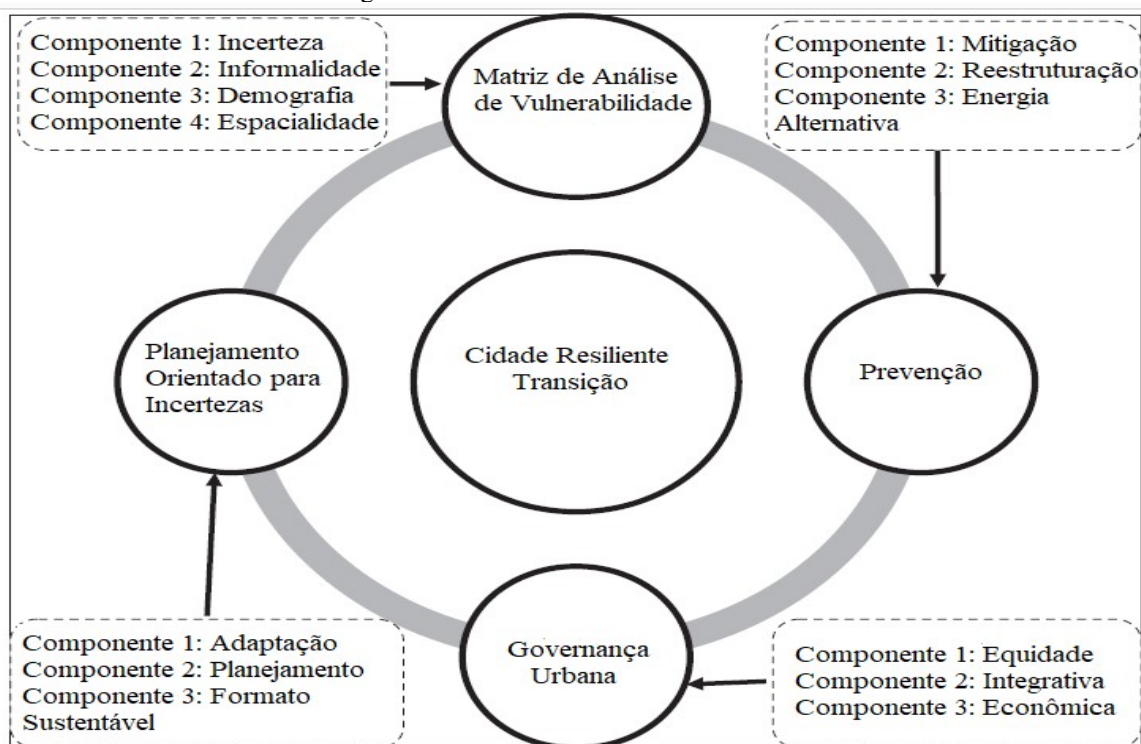 Componente 1: Incerteza
Componente 2: Informalidade
Componente 3: Demografia
Componente 4: Espacialidade
Matriz de Análise
de Vulnerabilidade
Componente 1: Mitigação
Componente 2: Reestruturação
Componente 3: Energia
Alternativa
Planejamento
Orientado para
Incertezas
Cidade Resiliente
Transição
Prevenção
Componente 1: Adaptação
Componente 2: Planejamento
Componente 3: Formato
Sustentável
Governança
Urbana
Componente 1: Equidade
Componente 2: Integrativa
Componente 3: Econômica